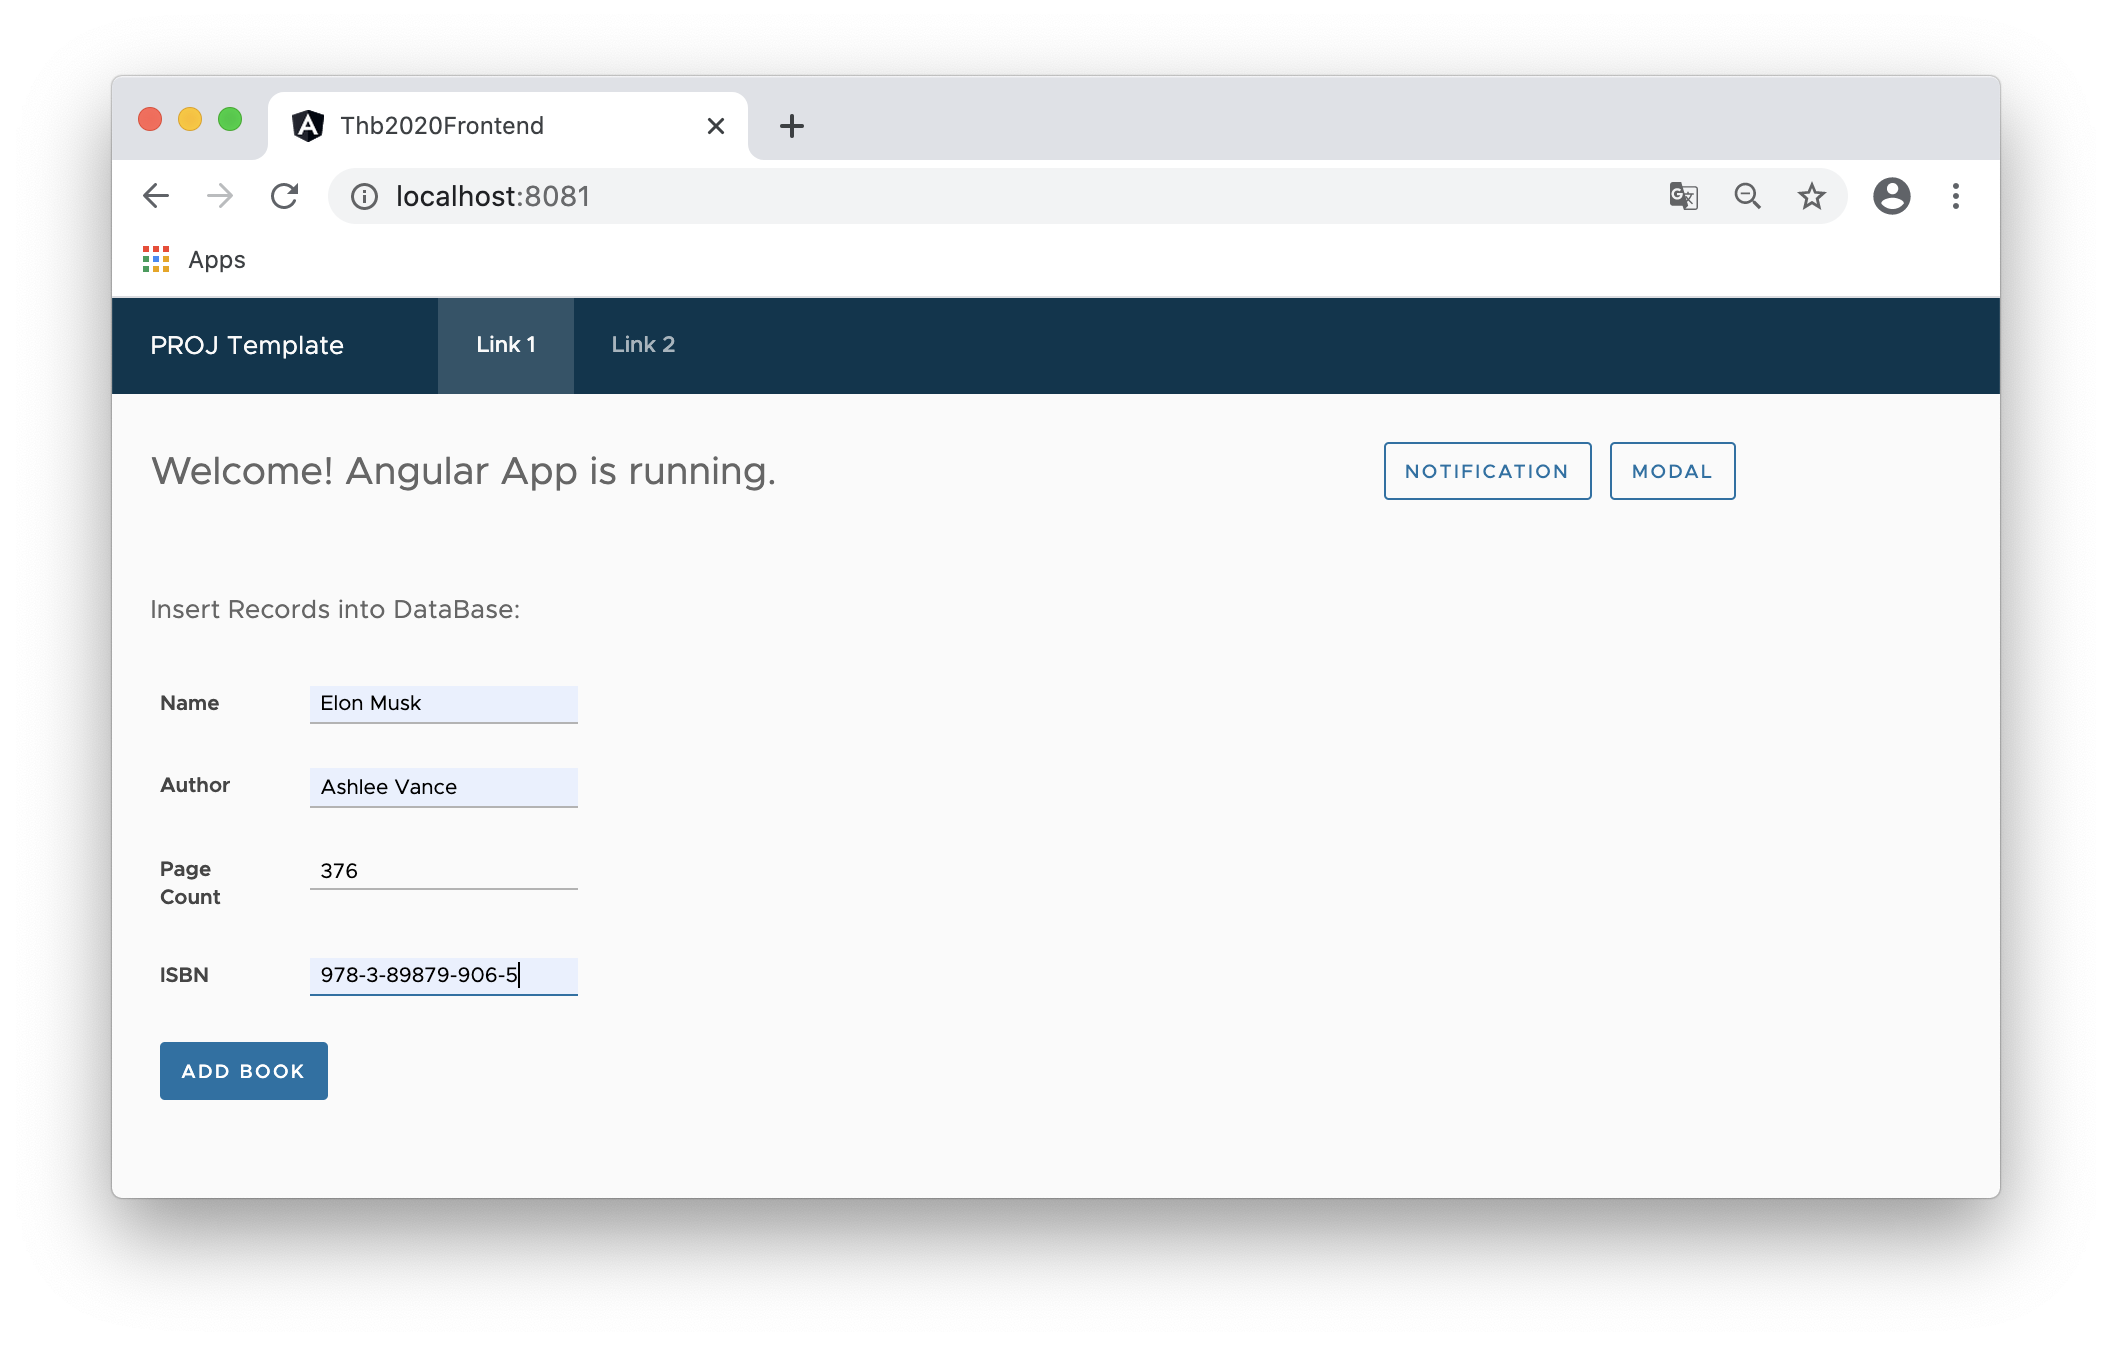 Thb2020Frontend
localhost:8081
Apps
PROJ Template Link 1 Link 2
Welcome! Angular App is running. NOTIFICATION MODAL
Insert Records into DataBase:
Name Elon Musk
Author Ashlee Vance
Page Count 376
ISBN 978-3-89879-906-5
ADD BOOK